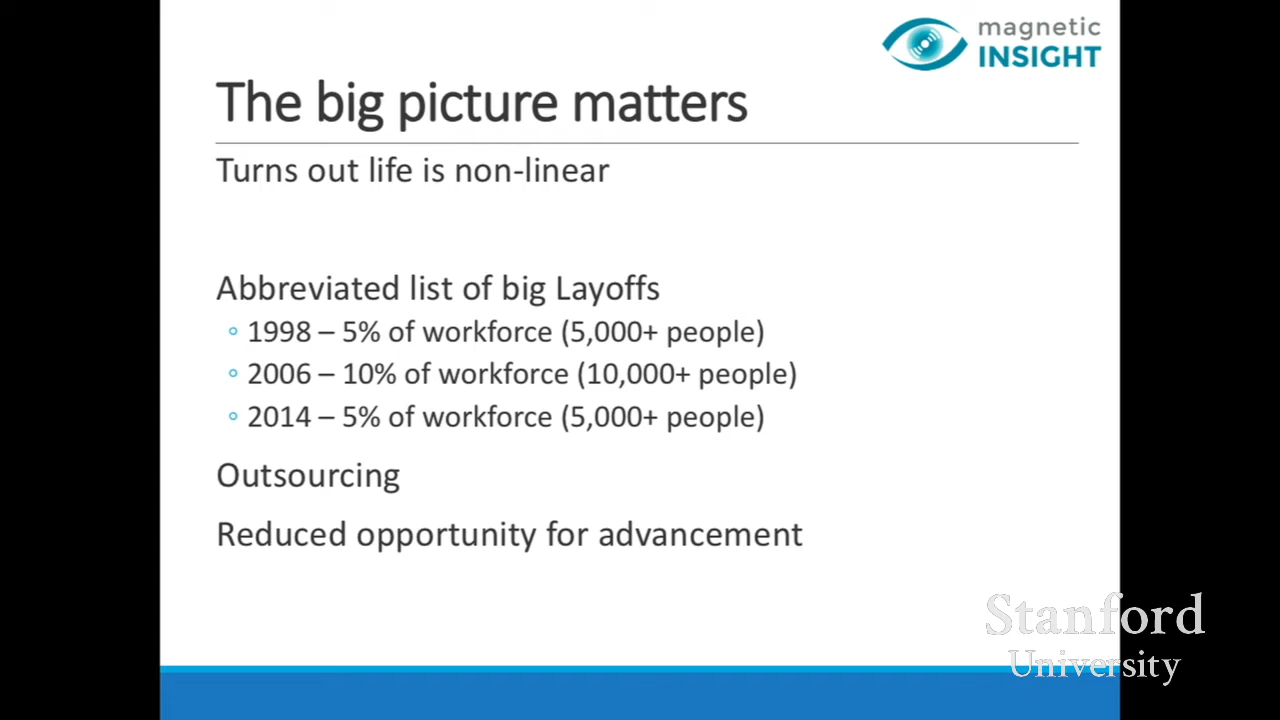 magnetic
INSIGHT
The big picture matters
Turns out life is non-linear
Abbreviated list of big Layoffs
◦ 1998 – 5% of workforce (5,000+ people)
◦ 2006 – 10% of workforce (10,000+ people)
◦ 2014 – 5% of workforce (5,000+ people)
Outsourcing
Reduced opportunity for advancement
Stanford
University